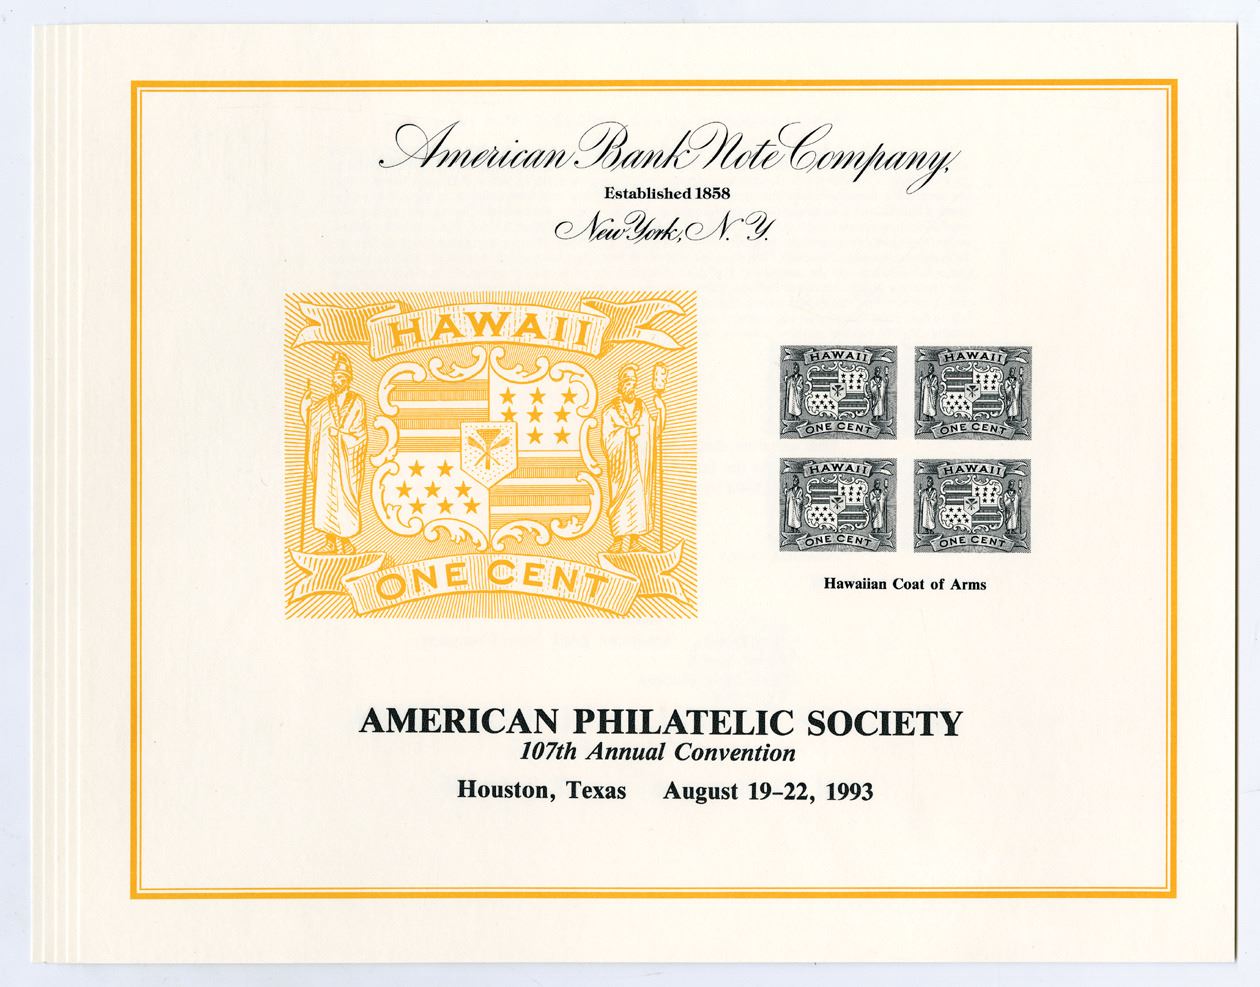 American Bank Note Company,
Established 1858
New York, N. Y.
HAWAII
ONE CENT
HAWAII
ONE CENT
HAWAII
ONE CENT
HAWAII
ONE CENT
HAWAII
ONE CENT
Hawaiian Coat of Arms
AMERICAN PHILATELIC SOCIETY
107th Annual Convention
Houston, Texas August 19–22, 1993